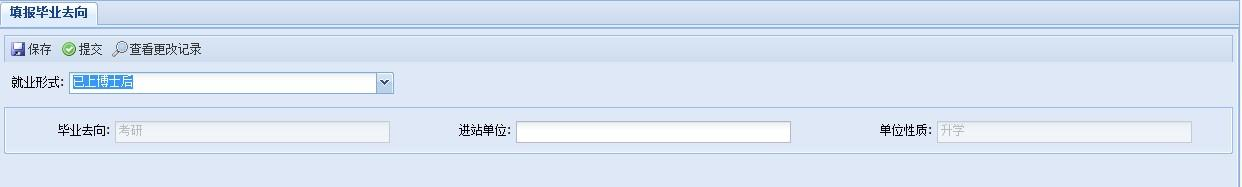 填报毕业去向
保存 提交 查看更改记录
就业形式: 已上博士后
毕业去向: 考研 进站单位: 单位性质: 升学